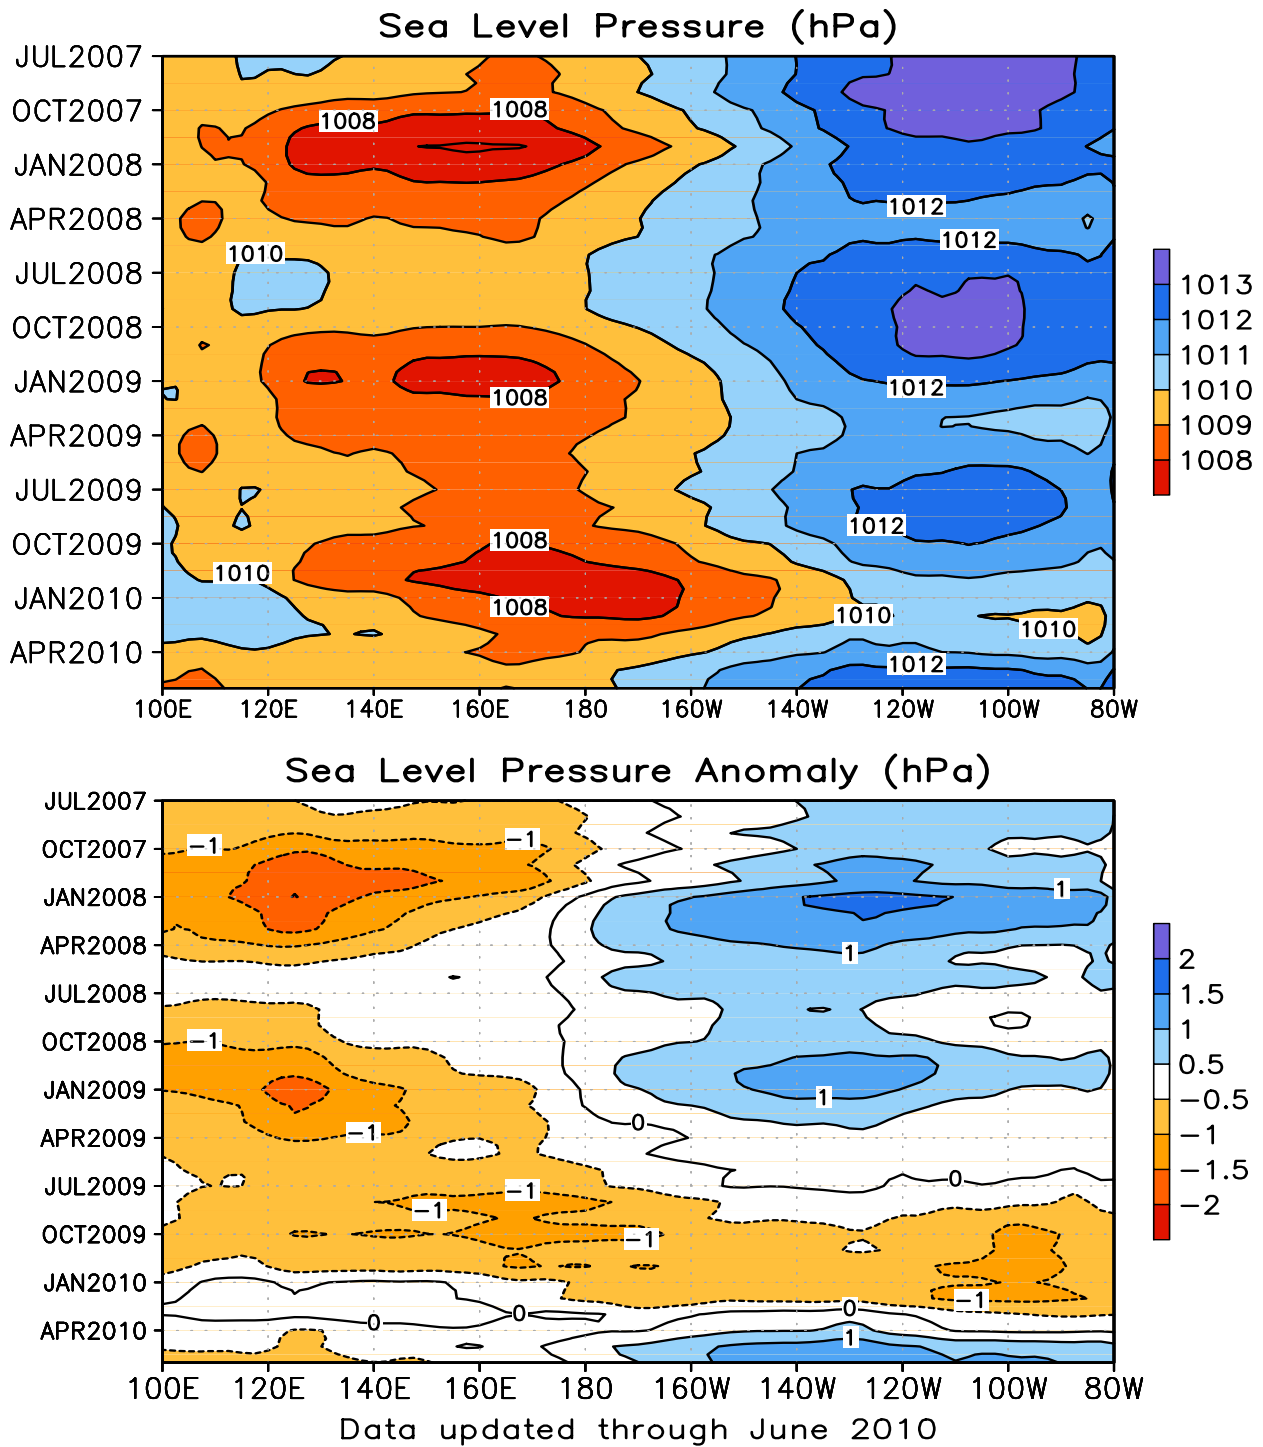 Sea Level Pressure (hPa)
JUL2007
OCT2007
JAN2008
APR2008
JUL2008
OCT2008
JAN2009
APR2009
JUL2009
OCT2009
JAN2010
APR2010
1008
1008
1012
1012
1010
1012
1008
1012
1008
1010
1008
1010
1010
1012
1013
1012
1011
1010
1009
1008
100E 120E 140E 160E 180 160W 140W 120W 100W 80W
Sea Level Pressure Anomaly (hPa)
JUL2007
OCT2007
JAN2008
APR2008
JUL2008
OCT2008
JAN2009
APR2009
JUL2009
OCT2009
JAN2010
APR2010
-1
-1
1
1
-1
1
0
-1
0
-1
-1
-1
-1
0
0
0
1
2
1.5
1
0.5
-0.5
-1
-1.5
-2
100E 120E 140E 160E 180 160W 140W 120W 100W 80W
Data updated through June 2010